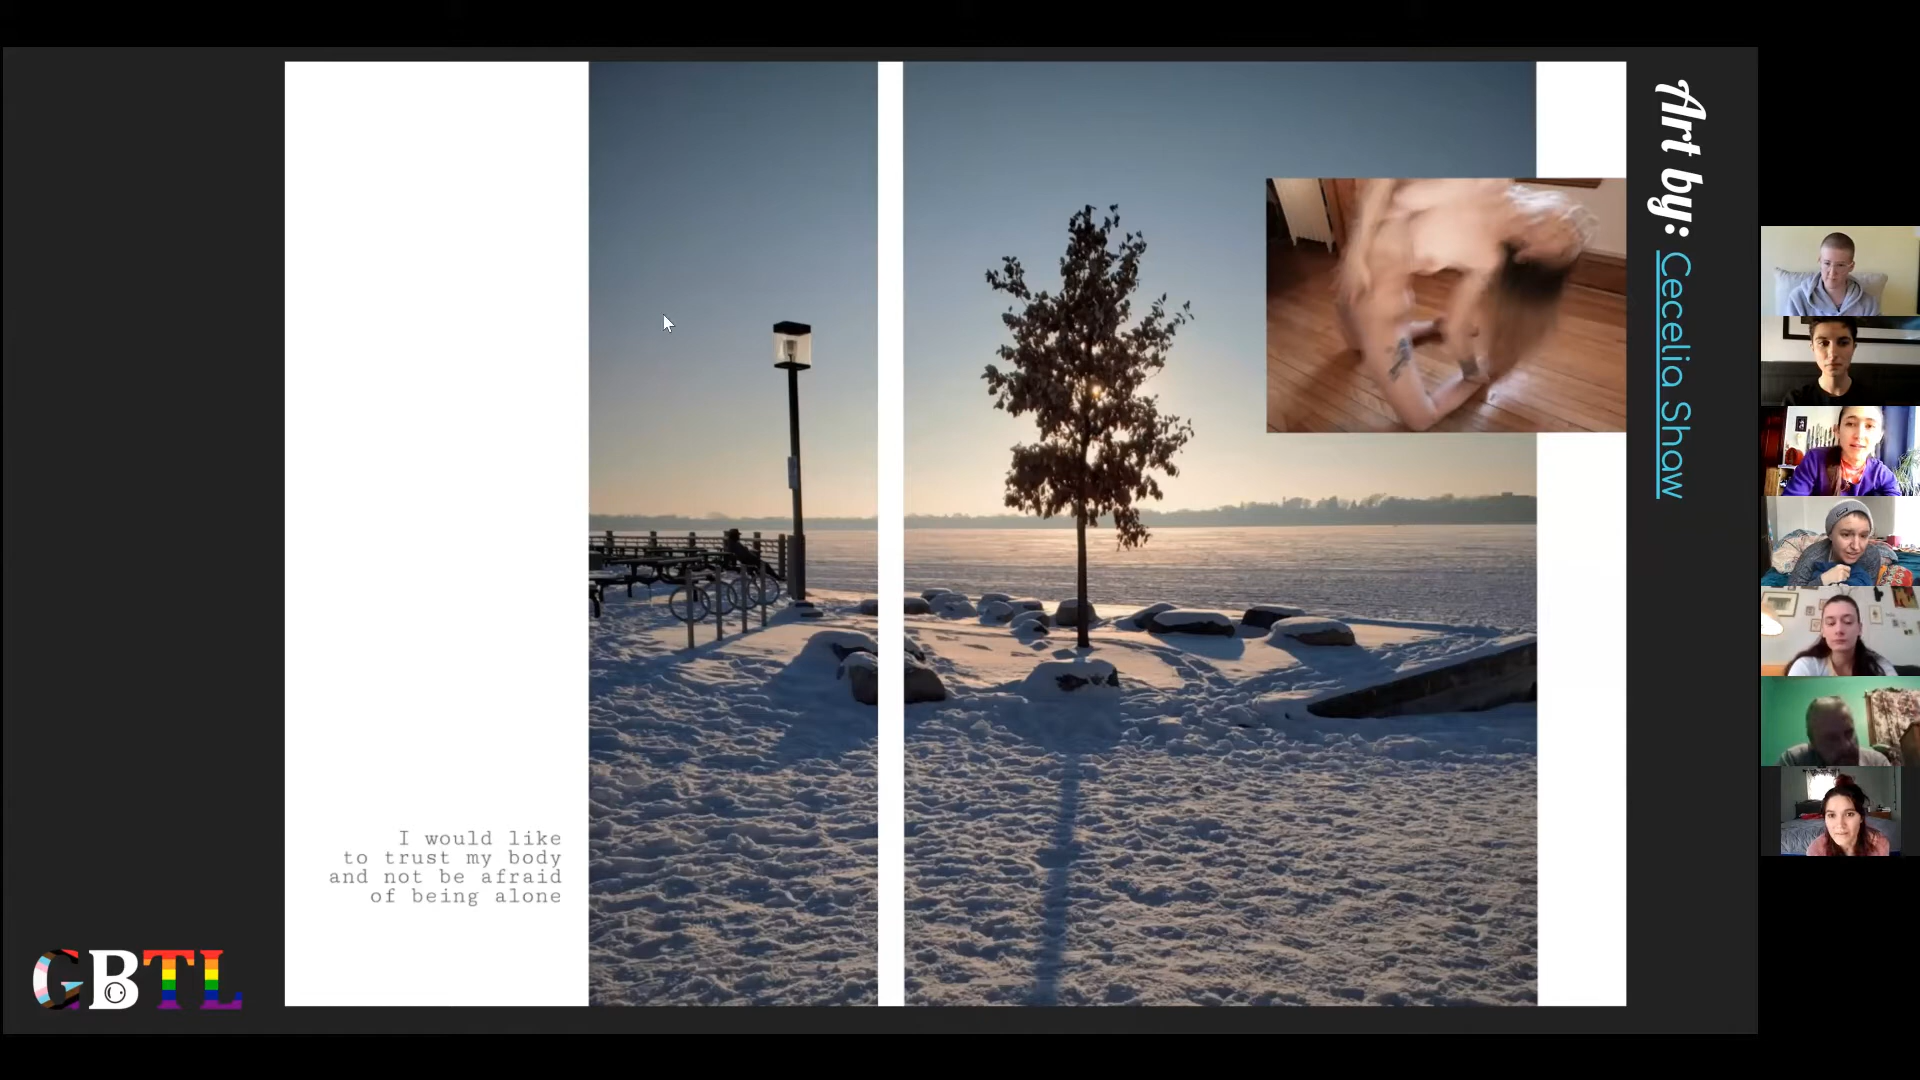 I would like
to trust my body
and not be afraid
of being alone
Art by: Cecelia Shaw
GBTL